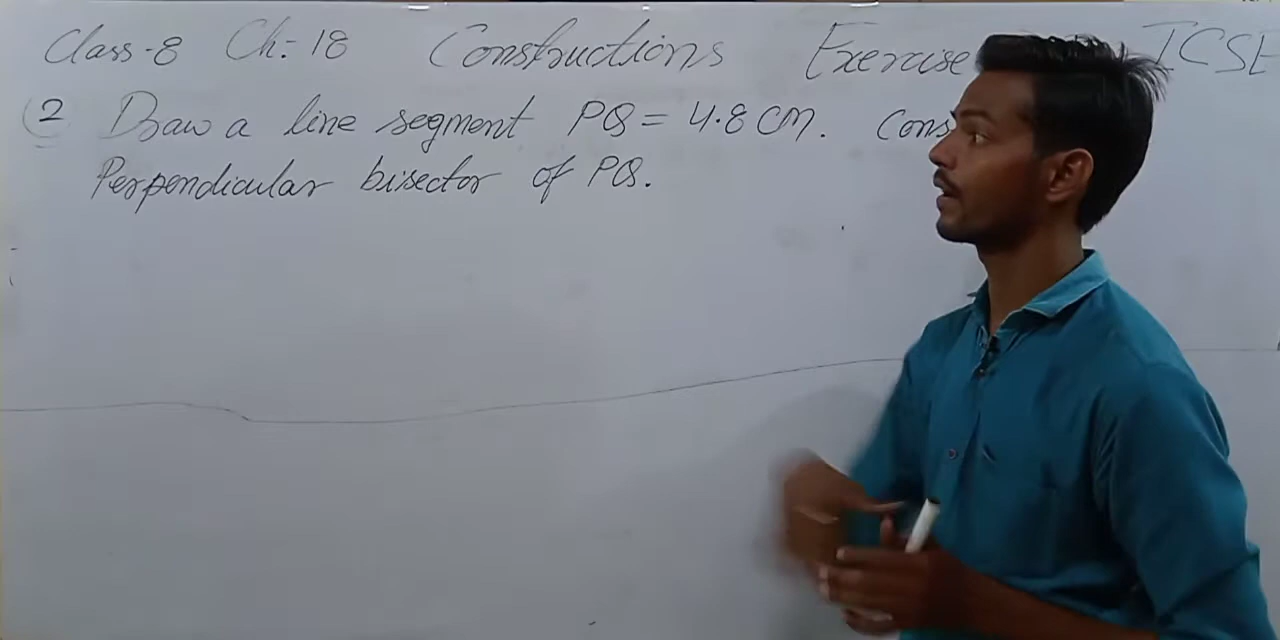 Class-8 Ch:-18 Constructions Exercise ICSE
(2 Draw a line segment PQ = 4.8 cm. Cons
Perpendicular bisector of PQ.